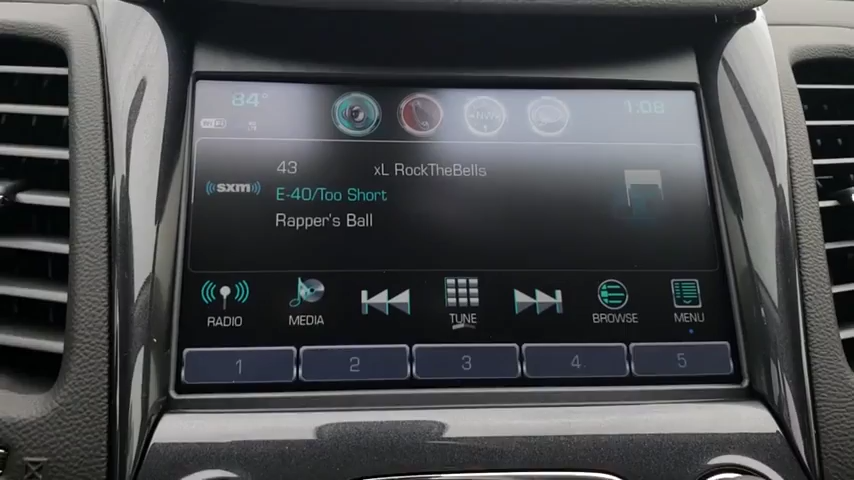 84° 1:08
WiFi
43 xL RockTheBells
sxm E-40/Too Short
Rapper's Ball
RADIO MEDIA TUNE BROWSE MENU
1 2 3 4 5